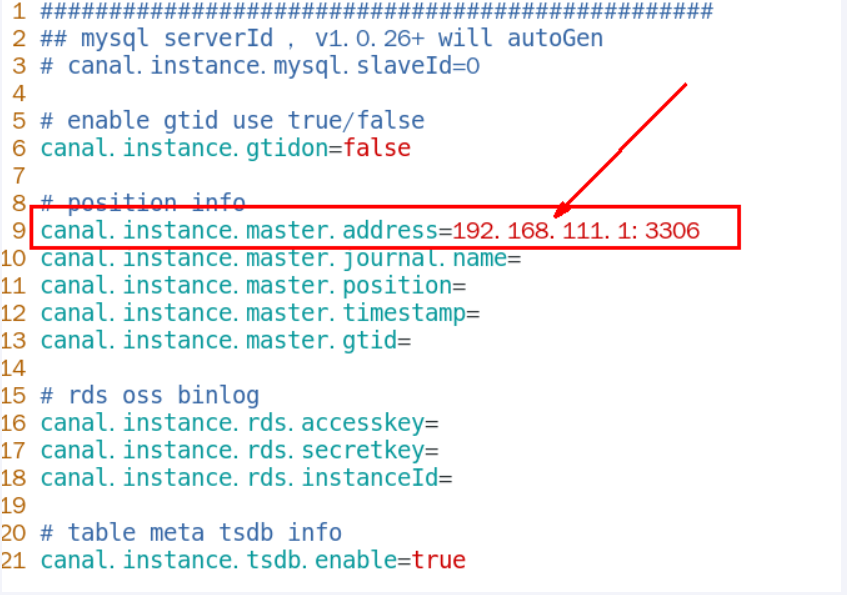 1 #################################################
2 ## mysql serverId , v1.0.26+ will autoGen
3 # canal.instance.mysql.slaveId=0
4
5 # enable gtid use true/false
6 canal.instance.gtidon=false
7
8 # position info
9 canal.instance.master.address=192.168.111.1:3306
10 canal.instance.master.journal.name=
11 canal.instance.master.position=
12 canal.instance.master.timestamp=
13 canal.instance.master.gtid=
14
15 # rds oss binlog
16 canal.instance.rds.accesskey=
17 canal.instance.rds.secretkey=
18 canal.instance.rds.instanceId=
19
20 # table meta tsdb info
21 canal.instance.tsdb.enable=true